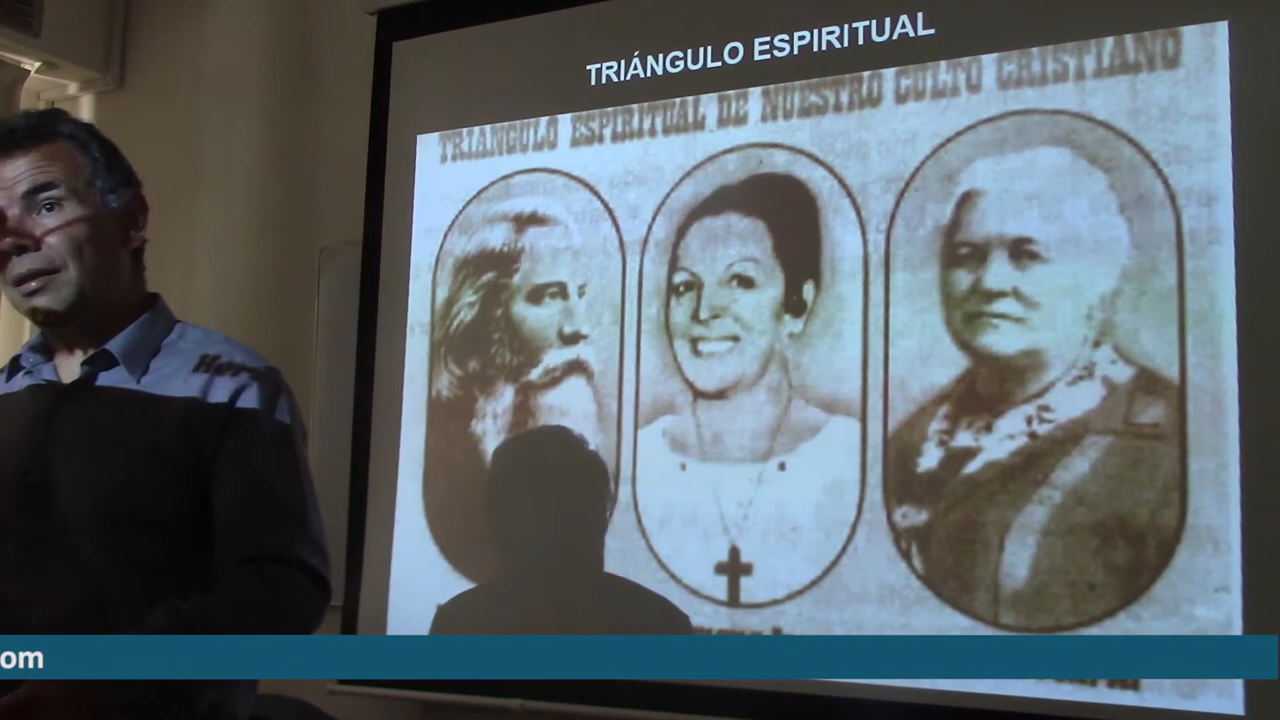 TRIÁNGULO ESPIRITUAL
TRIANGULO ESPIRITUAL DE NUESTRO CULTO CRISTIANO
om